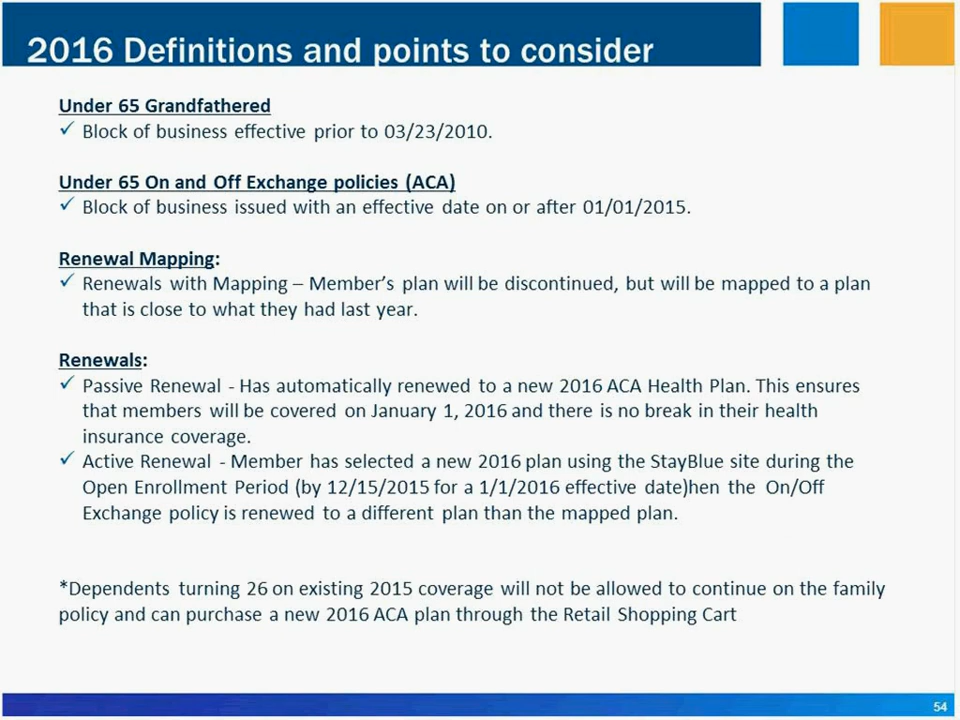 2016 Definitions and points to consider
Under 65 Grandfathered
✓ Block of business effective prior to 03/23/2010.
Under 65 On and Off Exchange policies (ACA)
✓ Block of business issued with an effective date on or after 01/01/2015.
Renewal Mapping:
✓ Renewals with Mapping – Member’s plan will be discontinued, but will be mapped to a plan
that is close to what they had last year.
Renewals:
✓ Passive Renewal - Has automatically renewed to a new 2016 ACA Health Plan. This ensures
that members will be covered on January 1, 2016 and there is no break in their health
insurance coverage.
✓ Active Renewal - Member has selected a new 2016 plan using the StayBlue site during the
Open Enrollment Period (by 12/15/2015 for a 1/1/2016 effective date)hen the On/Off
Exchange policy is renewed to a different plan than the mapped plan.
*Dependents turning 26 on existing 2015 coverage will not be allowed to continue on the family
policy and can purchase a new 2016 ACA plan through the Retail Shopping Cart
54